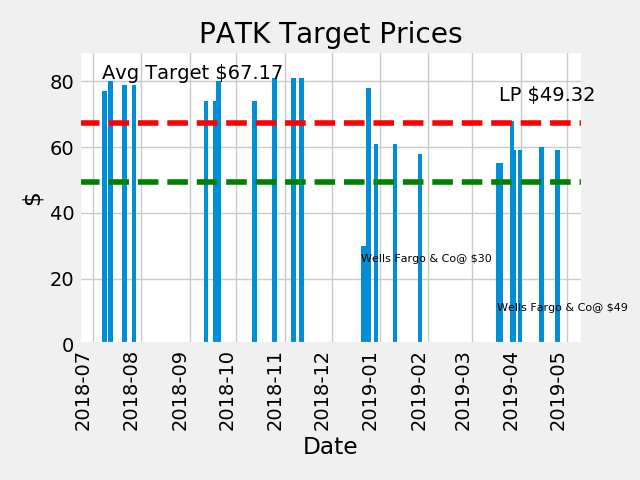 PATK Target Prices
Avg Target $67.17
LP $49.32
80
60
40
20
0
$
Wells Fargo & Co@ $30
Wells Fargo & Co@ $49
2018-07
2018-08
2018-09
2018-10
2018-11
2018-12
2019-01
2019-02
2019-03
2019-04
2019-05
Date